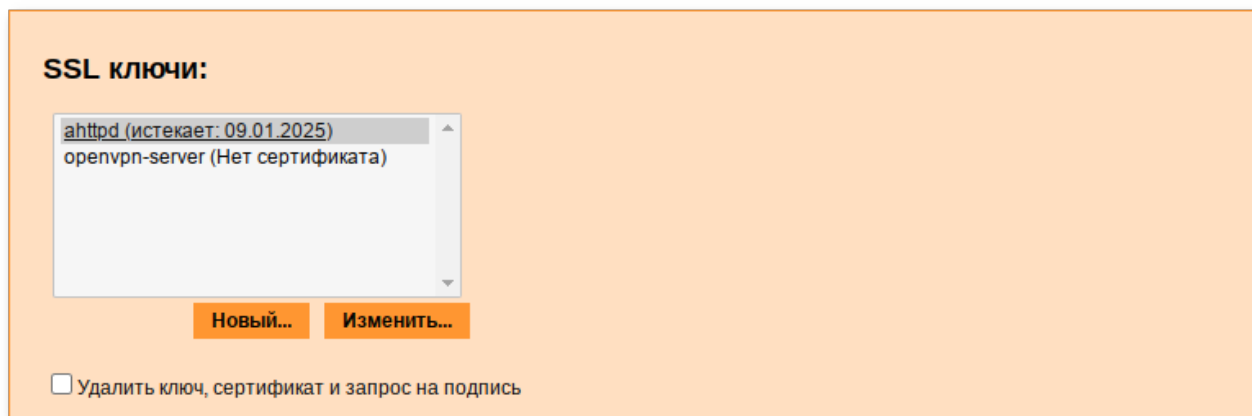 SSL ключи:
ahttpd (истекает: 09.01.2025)
openvpn-server (Нет сертификата)
Новый... Изменить...
Удалить ключ, сертификат и запрос на подпись